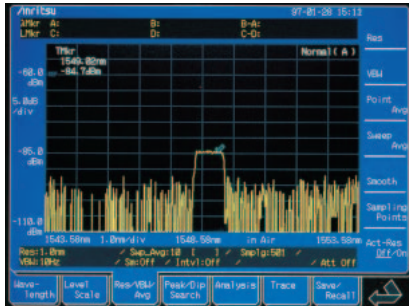 Anritsu 97-01-28 15:11
λMkr A: B: B-A:
LMkr C: D: C-D:
TMkr Normal(A)
1549.02nm
-84.7dBm
-60.0
dBm
5.0dB
/div
-85.0
dBm
-110.0
dBm
1543.58nm 1.0nm/div 1548.58nm in Air 1553.58nm
Res:1.0nm / Swp_Avg:10 [ ] / Smplg:501 /
VBW:10Hz / Sm:Off / Intvl:Off / / Att Off
Res
VBW
Point
Avg
Sweep
Avg
Smooth
Sampling
Points
Act-Res
Off/On
Wave-
length
Level
Scale
Res/VBW/
Avg
Peak/Dip
Search
Analysis
Trace
Save/
Recall